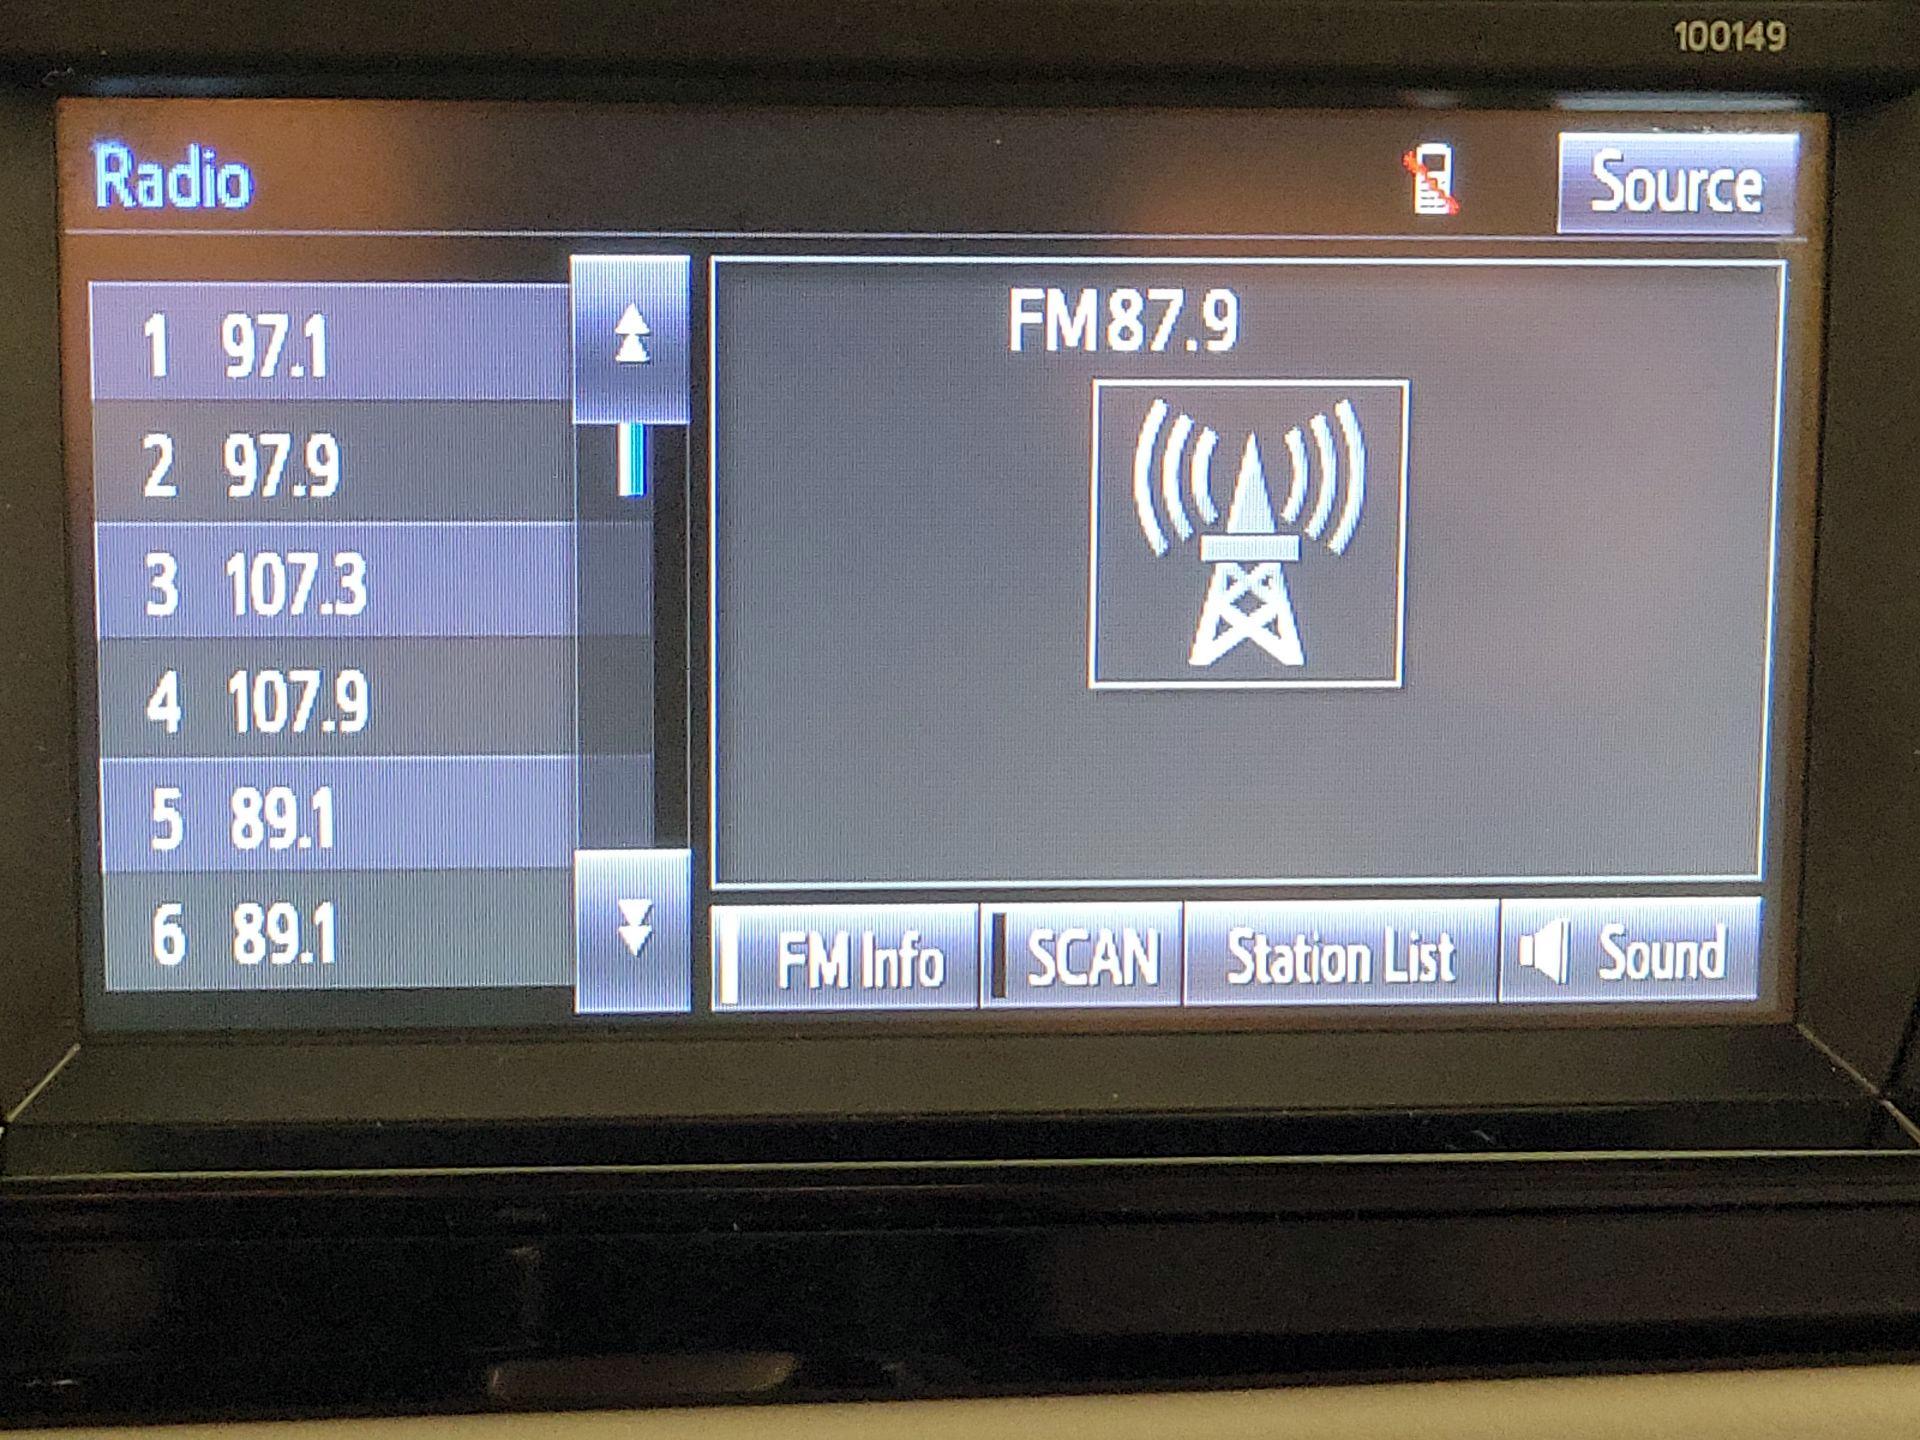 100149
Radio
Source
1 97.1
2 97.9
3 107.3
4 107.9
5 89.1
6 89.1
FM87.9
FM Info
SCAN
Station List
Sound